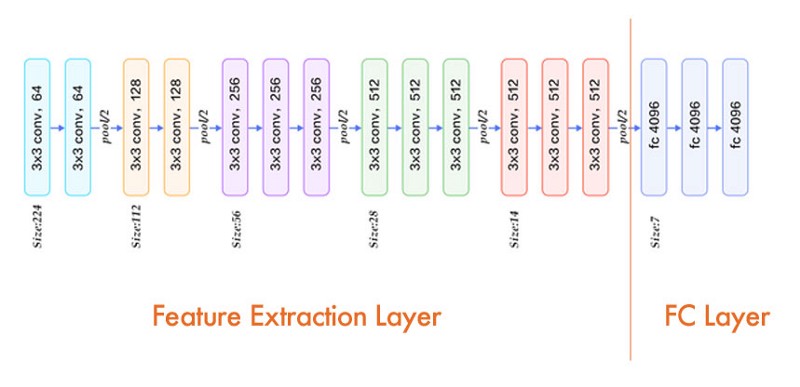 3x3 conv, 64
3x3 conv, 64
pool/2
3x3 conv, 128
3x3 conv, 128
pool/2
3x3 conv, 256
3x3 conv, 256
3x3 conv, 256
pool/2
3x3 conv, 512
3x3 conv, 512
3x3 conv, 512
pool/2
3x3 conv, 512
3x3 conv, 512
3x3 conv, 512
pool/2
fc 4096
fc 4096
fc 4096
Size:224
Size:112
Size:56
Size:28
Size:14
Size:7
Feature Extraction Layer
FC Layer